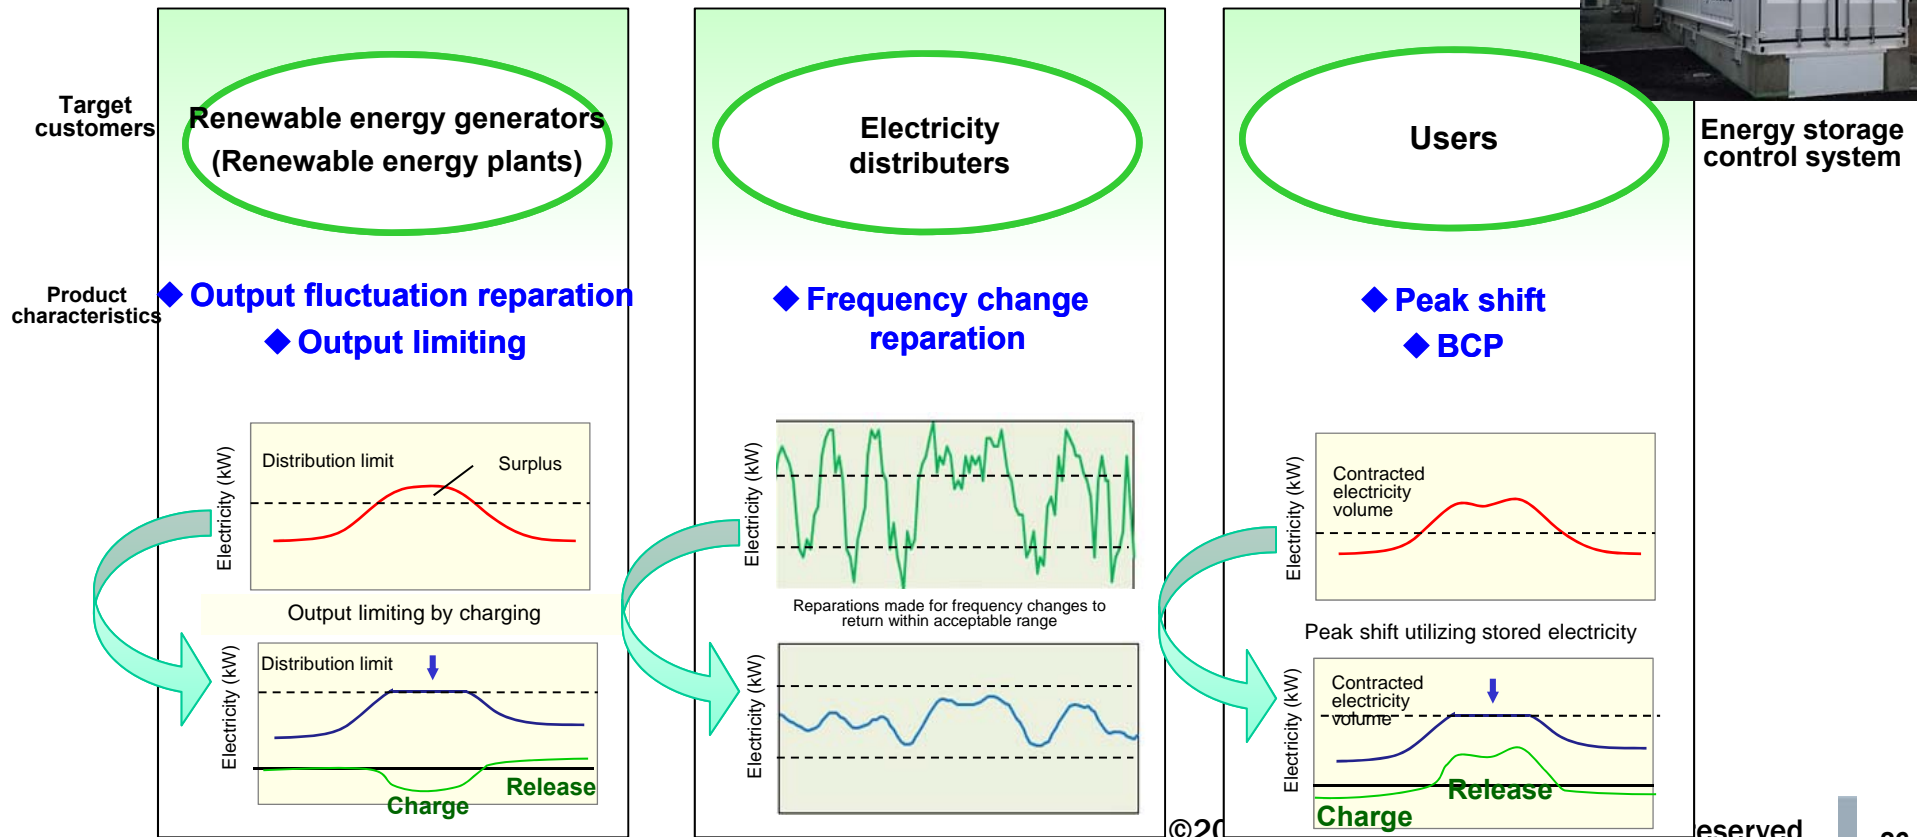 Target
customers
Renewable energy generators
(Renewable energy plants)
Electricity
distributers
Users
Energy storage
control system
Product
characteristics
◆ Output fluctuation reparation
◆ Output limiting
◆ Frequency change
reparation
◆ Peak shift
◆ BCP
Electricity (kW)
Distribution limit
Surplus
Output limiting by charging
Electricity (kW)
Distribution limit
Charge
Release
Electricity (kW)
Reparations made for frequency changes to
return within acceptable range
Electricity (kW)
Electricity (kW)
Contracted
electricity
volume
Peak shift utilizing stored electricity
Electricity (kW)
Contracted
electricity
volume
Release
Charge